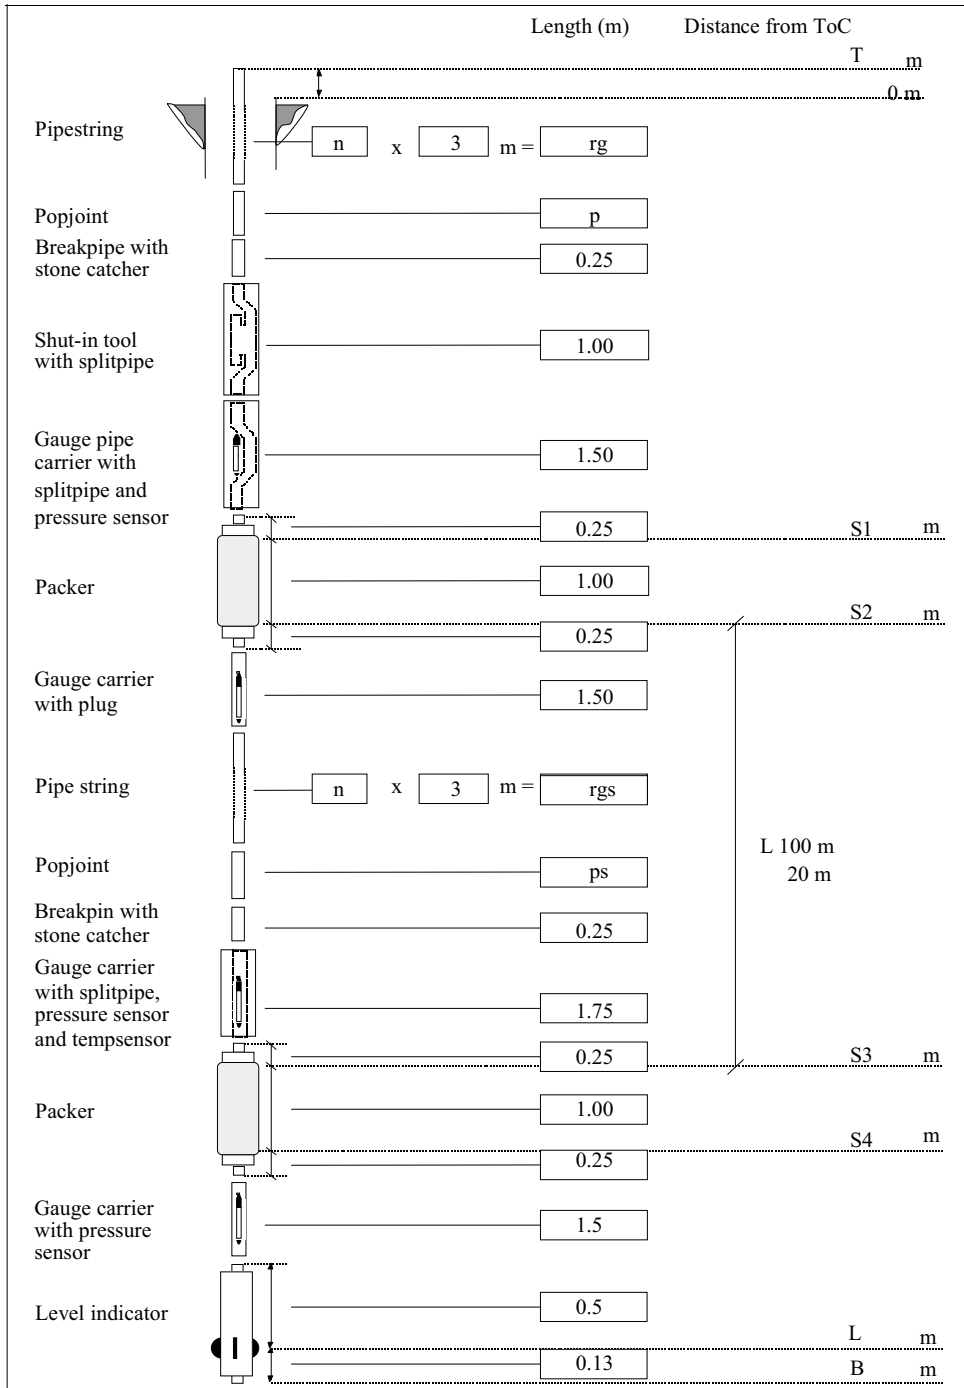 Length (m) Distance from ToC
T m
0 m
Pipestring n x 3 m = rg
Popjoint p
Breakpipe with
stone catcher 0.25
Shut-in tool
with splitpipe 1.00
Gauge pipe
carrier with
splitpipe and
pressure sensor 1.50
0.25 S1 m
Packer 1.00
S2 m
0.25
Gauge carrier
with plug 1.50
Pipe string n x 3 m = rgs
L 100 m
20 m
Popjoint ps
Breakpin with
stone catcher 0.25
Gauge carrier
with splitpipe,
pressure sensor
and tempsensor 1.75
0.25 S3 m
Packer 1.00
S4 m
0.25
Gauge carrier
with pressure
sensor 1.5
Level indicator 0.5
L m
0.13 B m